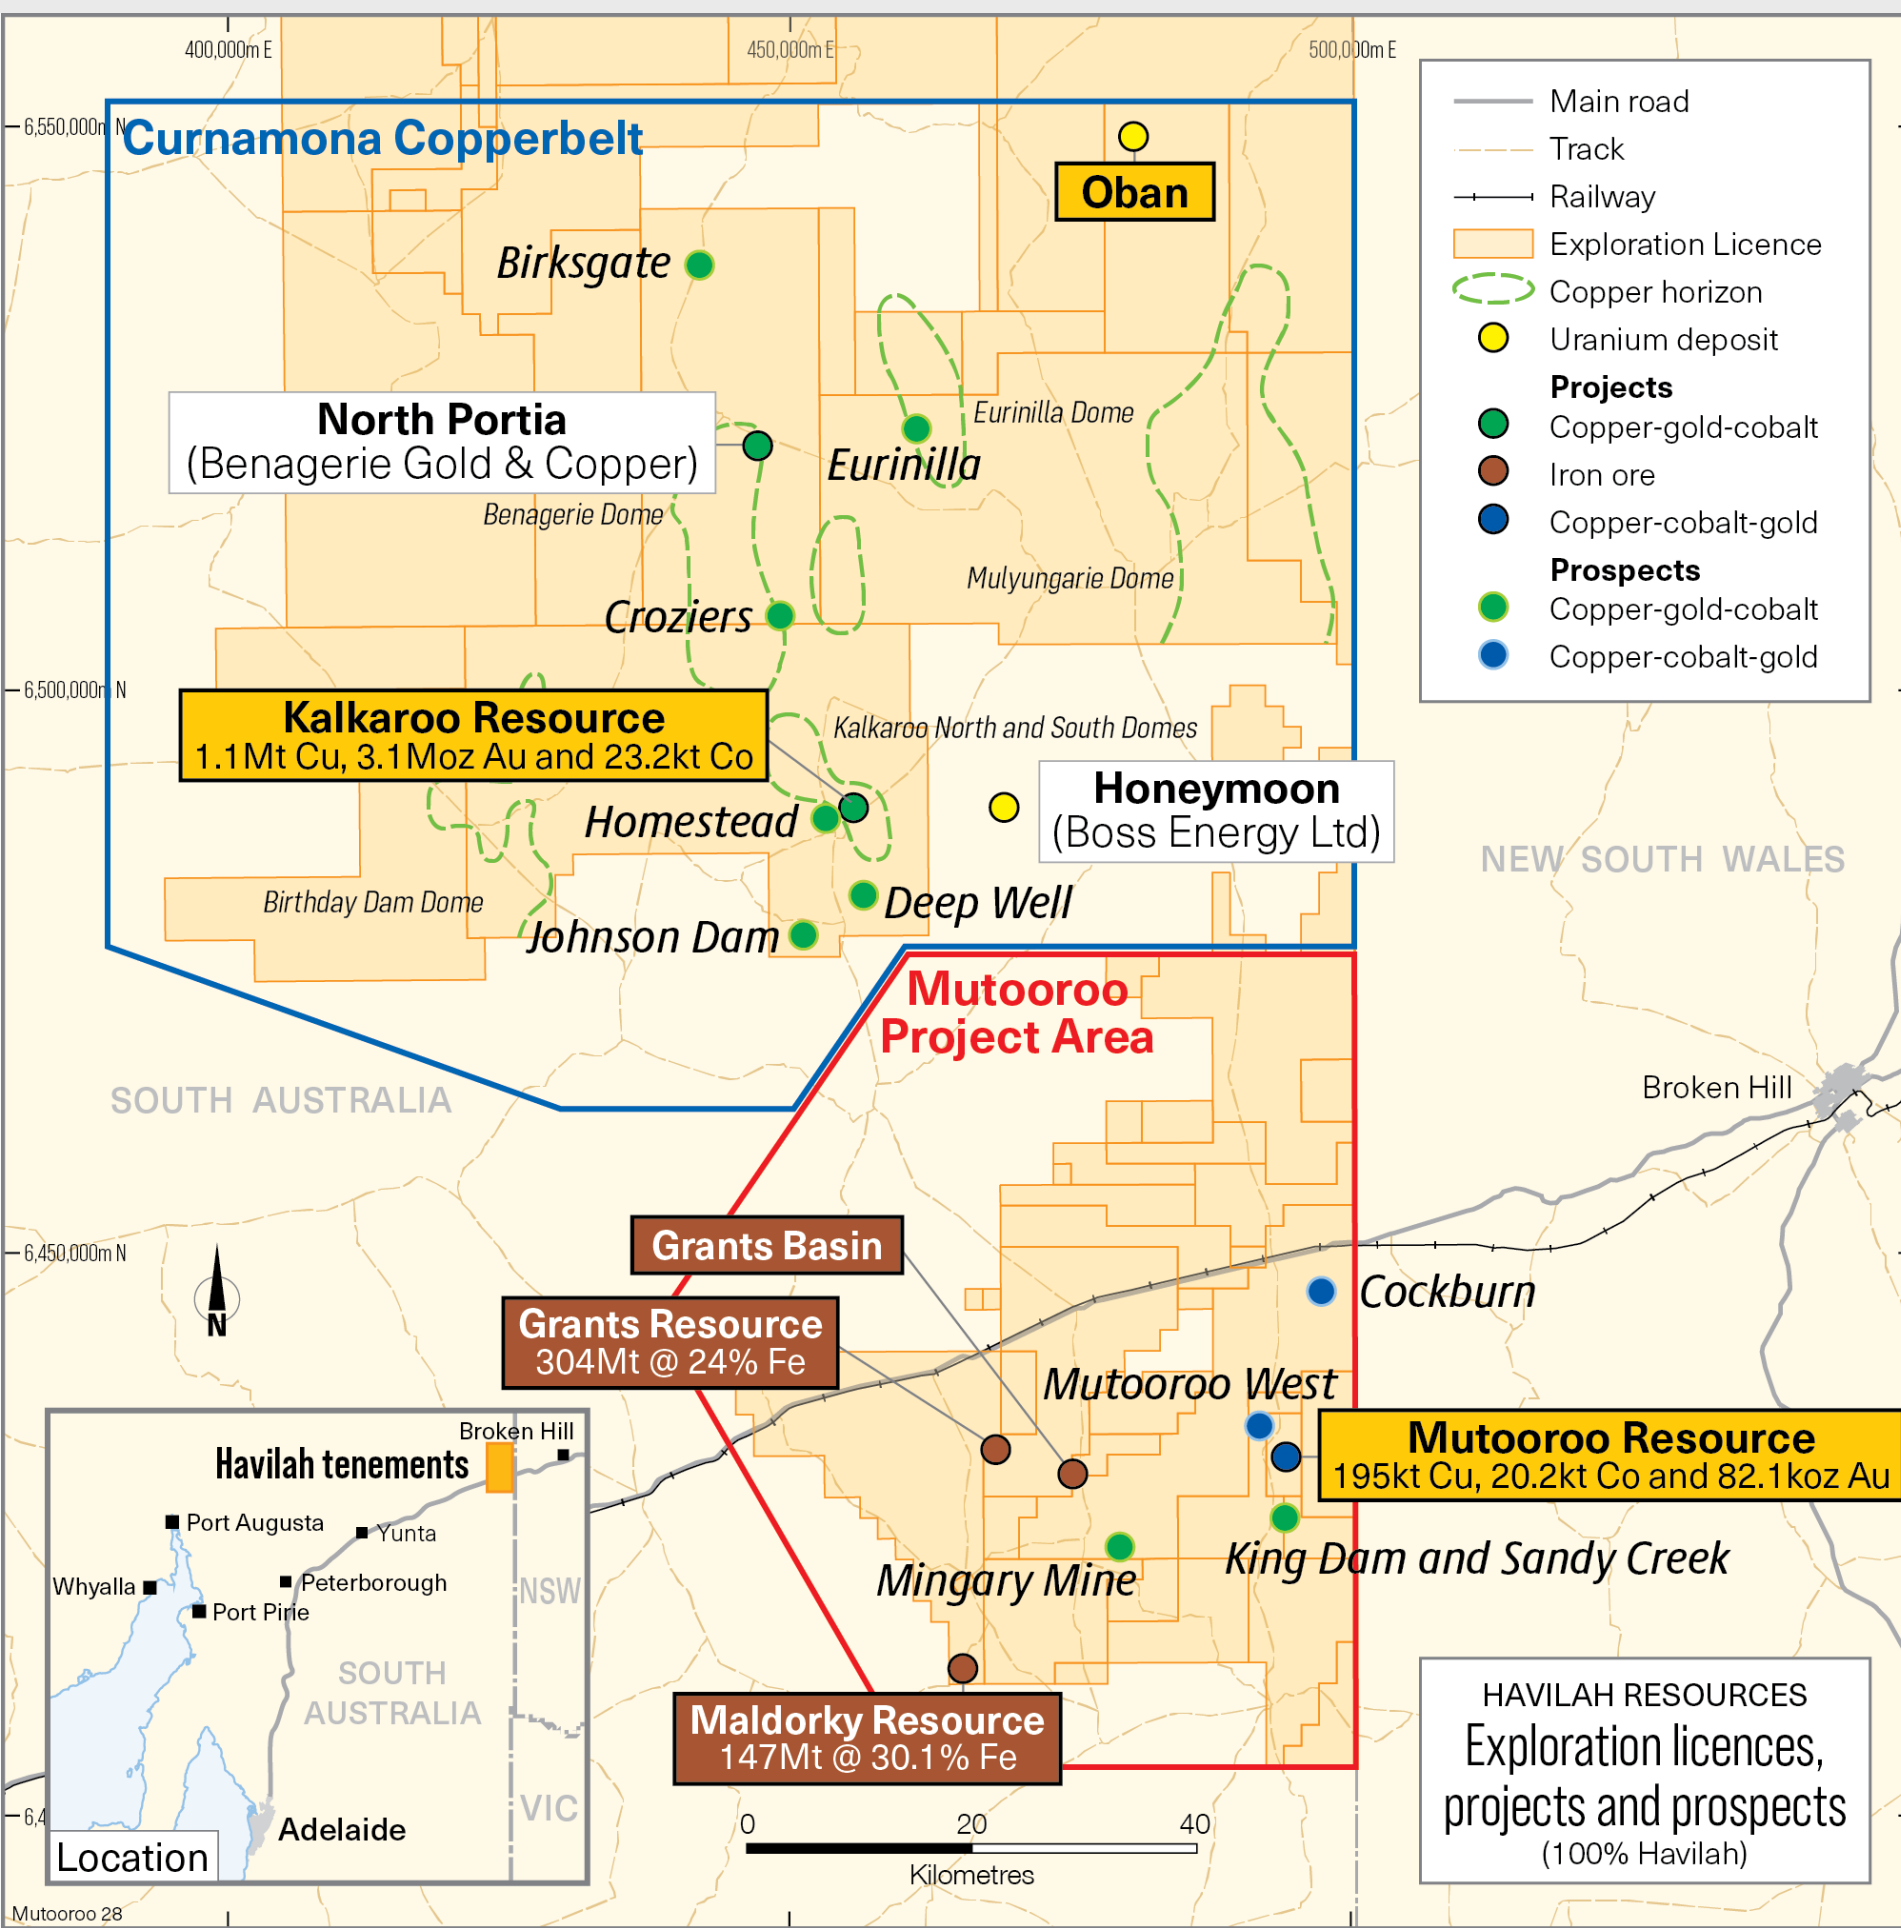 400,000m E
450,000m E
500,000m E
6,550,000m N
Curnamona Copperbelt
Oban
Birksgate
North Portia
(Benagerie Gold & Copper)
Eurinilla Dome
Eurinilla
Benagerie Dome
Mulyungarie Dome
Croziers
6,500,000m N
Kalkaroo Resource
1.1Mt Cu, 3.1Moz Au and 23.2kt Co
Kalkaroo North and South Domes
Homestead
Honeymoon
(Boss Energy Ltd)
Birthday Dam Dome
Deep Well
Johnson Dam
Main road
Track
Railway
Exploration Licence
Copper horizon
Uranium deposit
Projects
Copper-gold-cobalt
Iron ore
Copper-cobalt-gold
Prospects
Copper-gold-cobalt
Copper-cobalt-gold
NEW SOUTH WALES
Mutooroo
Project Area
SOUTH AUSTRALIA
Broken Hill
6,450,000m N
N
Grants Basin
Grants Resource
304Mt @ 24% Fe
Cockburn
Mutooroo West
Mutooroo Resource
195kt Cu, 20.2kt Co and 82.1koz Au
King Dam and Sandy Creek
Mingary Mine
Maldorky Resource
147Mt @ 30.1% Fe
Broken Hill
Havilah tenements
Port Augusta
Yunta
Whyalla
Peterborough
Port Pirie
NSW
SOUTH
AUSTRALIA
VIC
Adelaide
Location
6,4
0 20 40
Kilometres
HAVILAH RESOURCES
Exploration licences,
projects and prospects
(100% Havilah)
Mutooroo 28